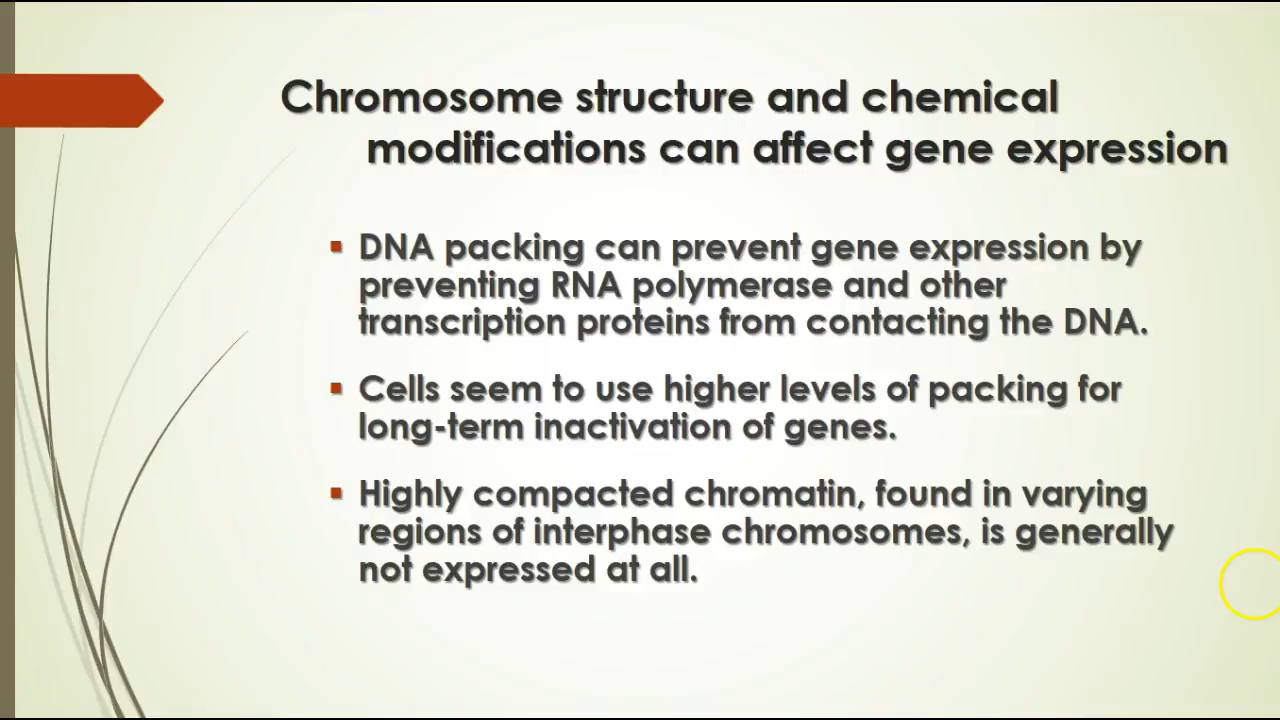 Chromosome structure and chemical
modifications can affect gene expression
DNA packing can prevent gene expression by
preventing RNA polymerase and other
transcription proteins from contacting the DNA.
Cells seem to use higher levels of packing for
long-term inactivation of genes.
Highly compacted chromatin, found in varying
regions of interphase chromosomes, is generally
not expressed at all.